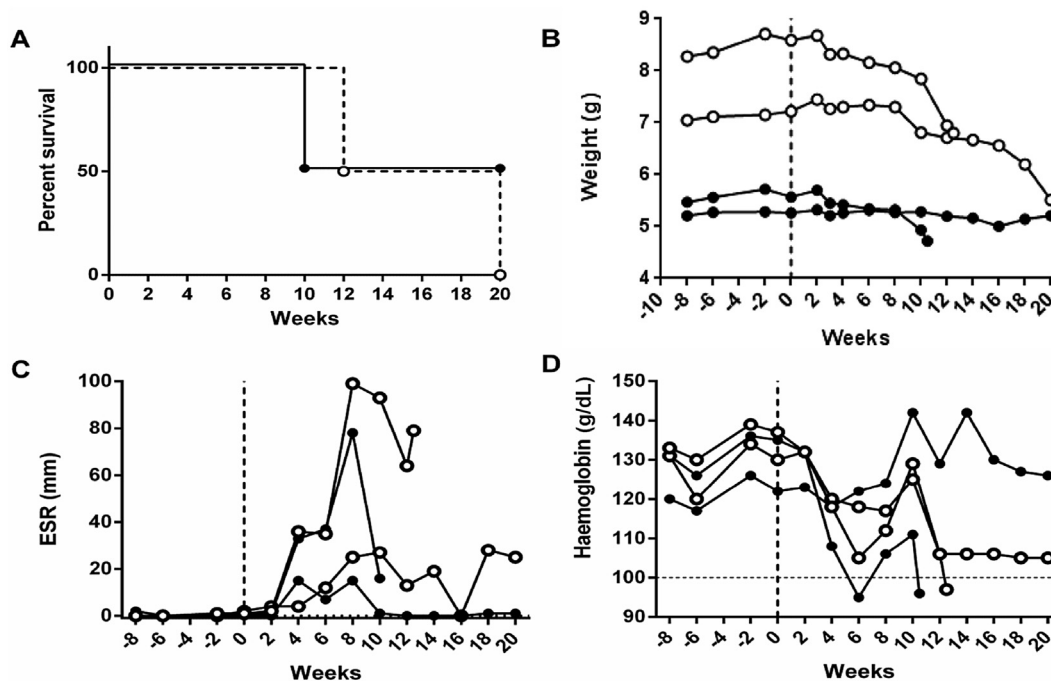 A
Percent survival
100
50
0
0 2 4 6 8 10 12 14 16 18 20
Weeks
B
Weight (g)
9
8
7
6
5
4
-10 -8 -6 -4 -2 0 2 4 6 8 10 12 14 16 18 20
Weeks
C
ESR (mm)
100
80
60
40
20
0
-8 -6 -4 -2 0 2 4 6 8 10 12 14 16 18 20
Weeks
D
Haemoglobin (g/dL)
150
140
130
120
110
100
90
-8 -6 -4 -2 0 2 4 6 8 10 12 14 16 18 20
Weeks